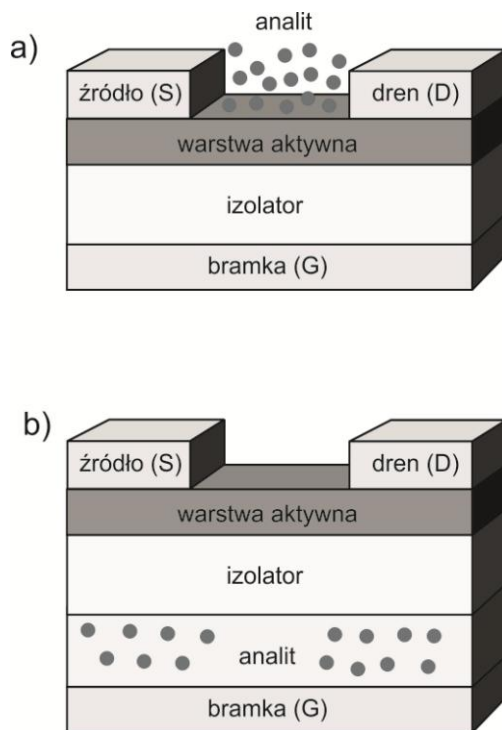 analit
a)
źródło (S)
dren (D)
warstwa aktywna
izolator
bramka (G)
b)
źródło (S)
dren (D)
warstwa aktywna
izolator
analit
bramka (G)